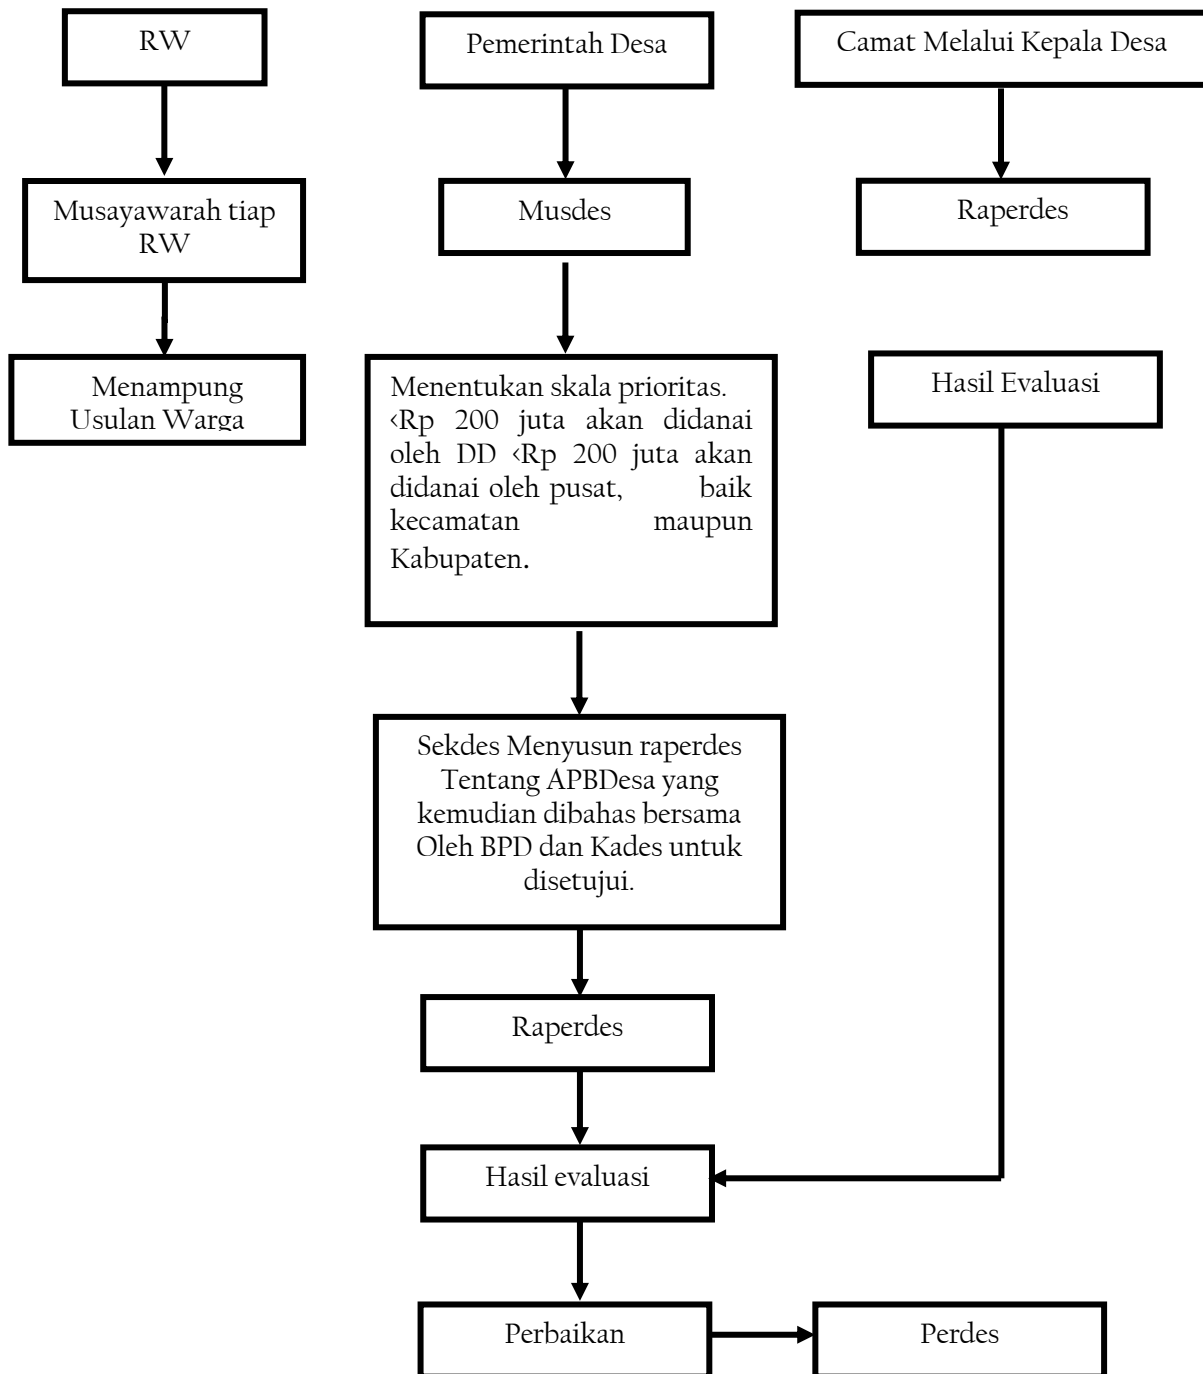 RW
Pemerintah Desa
Camat Melalui Kepala Desa
Musayawarah tiap
RW
Musdes
Raperdes
Menampung
Usulan Warga
Menentukan skala prioritas.
<Rp 200 juta akan didanai
oleh DD <Rp 200 juta akan
didanai oleh pusat, baik
kecamatan maupun
Kabupaten.
Hasil Evaluasi
Sekdes Menyusun raperdes
Tentang APBDesa yang
kemudian dibahas bersama
Oleh BPD dan Kades untuk
disetujui.
Raperdes
Hasil evaluasi
Perbaikan
Perdes